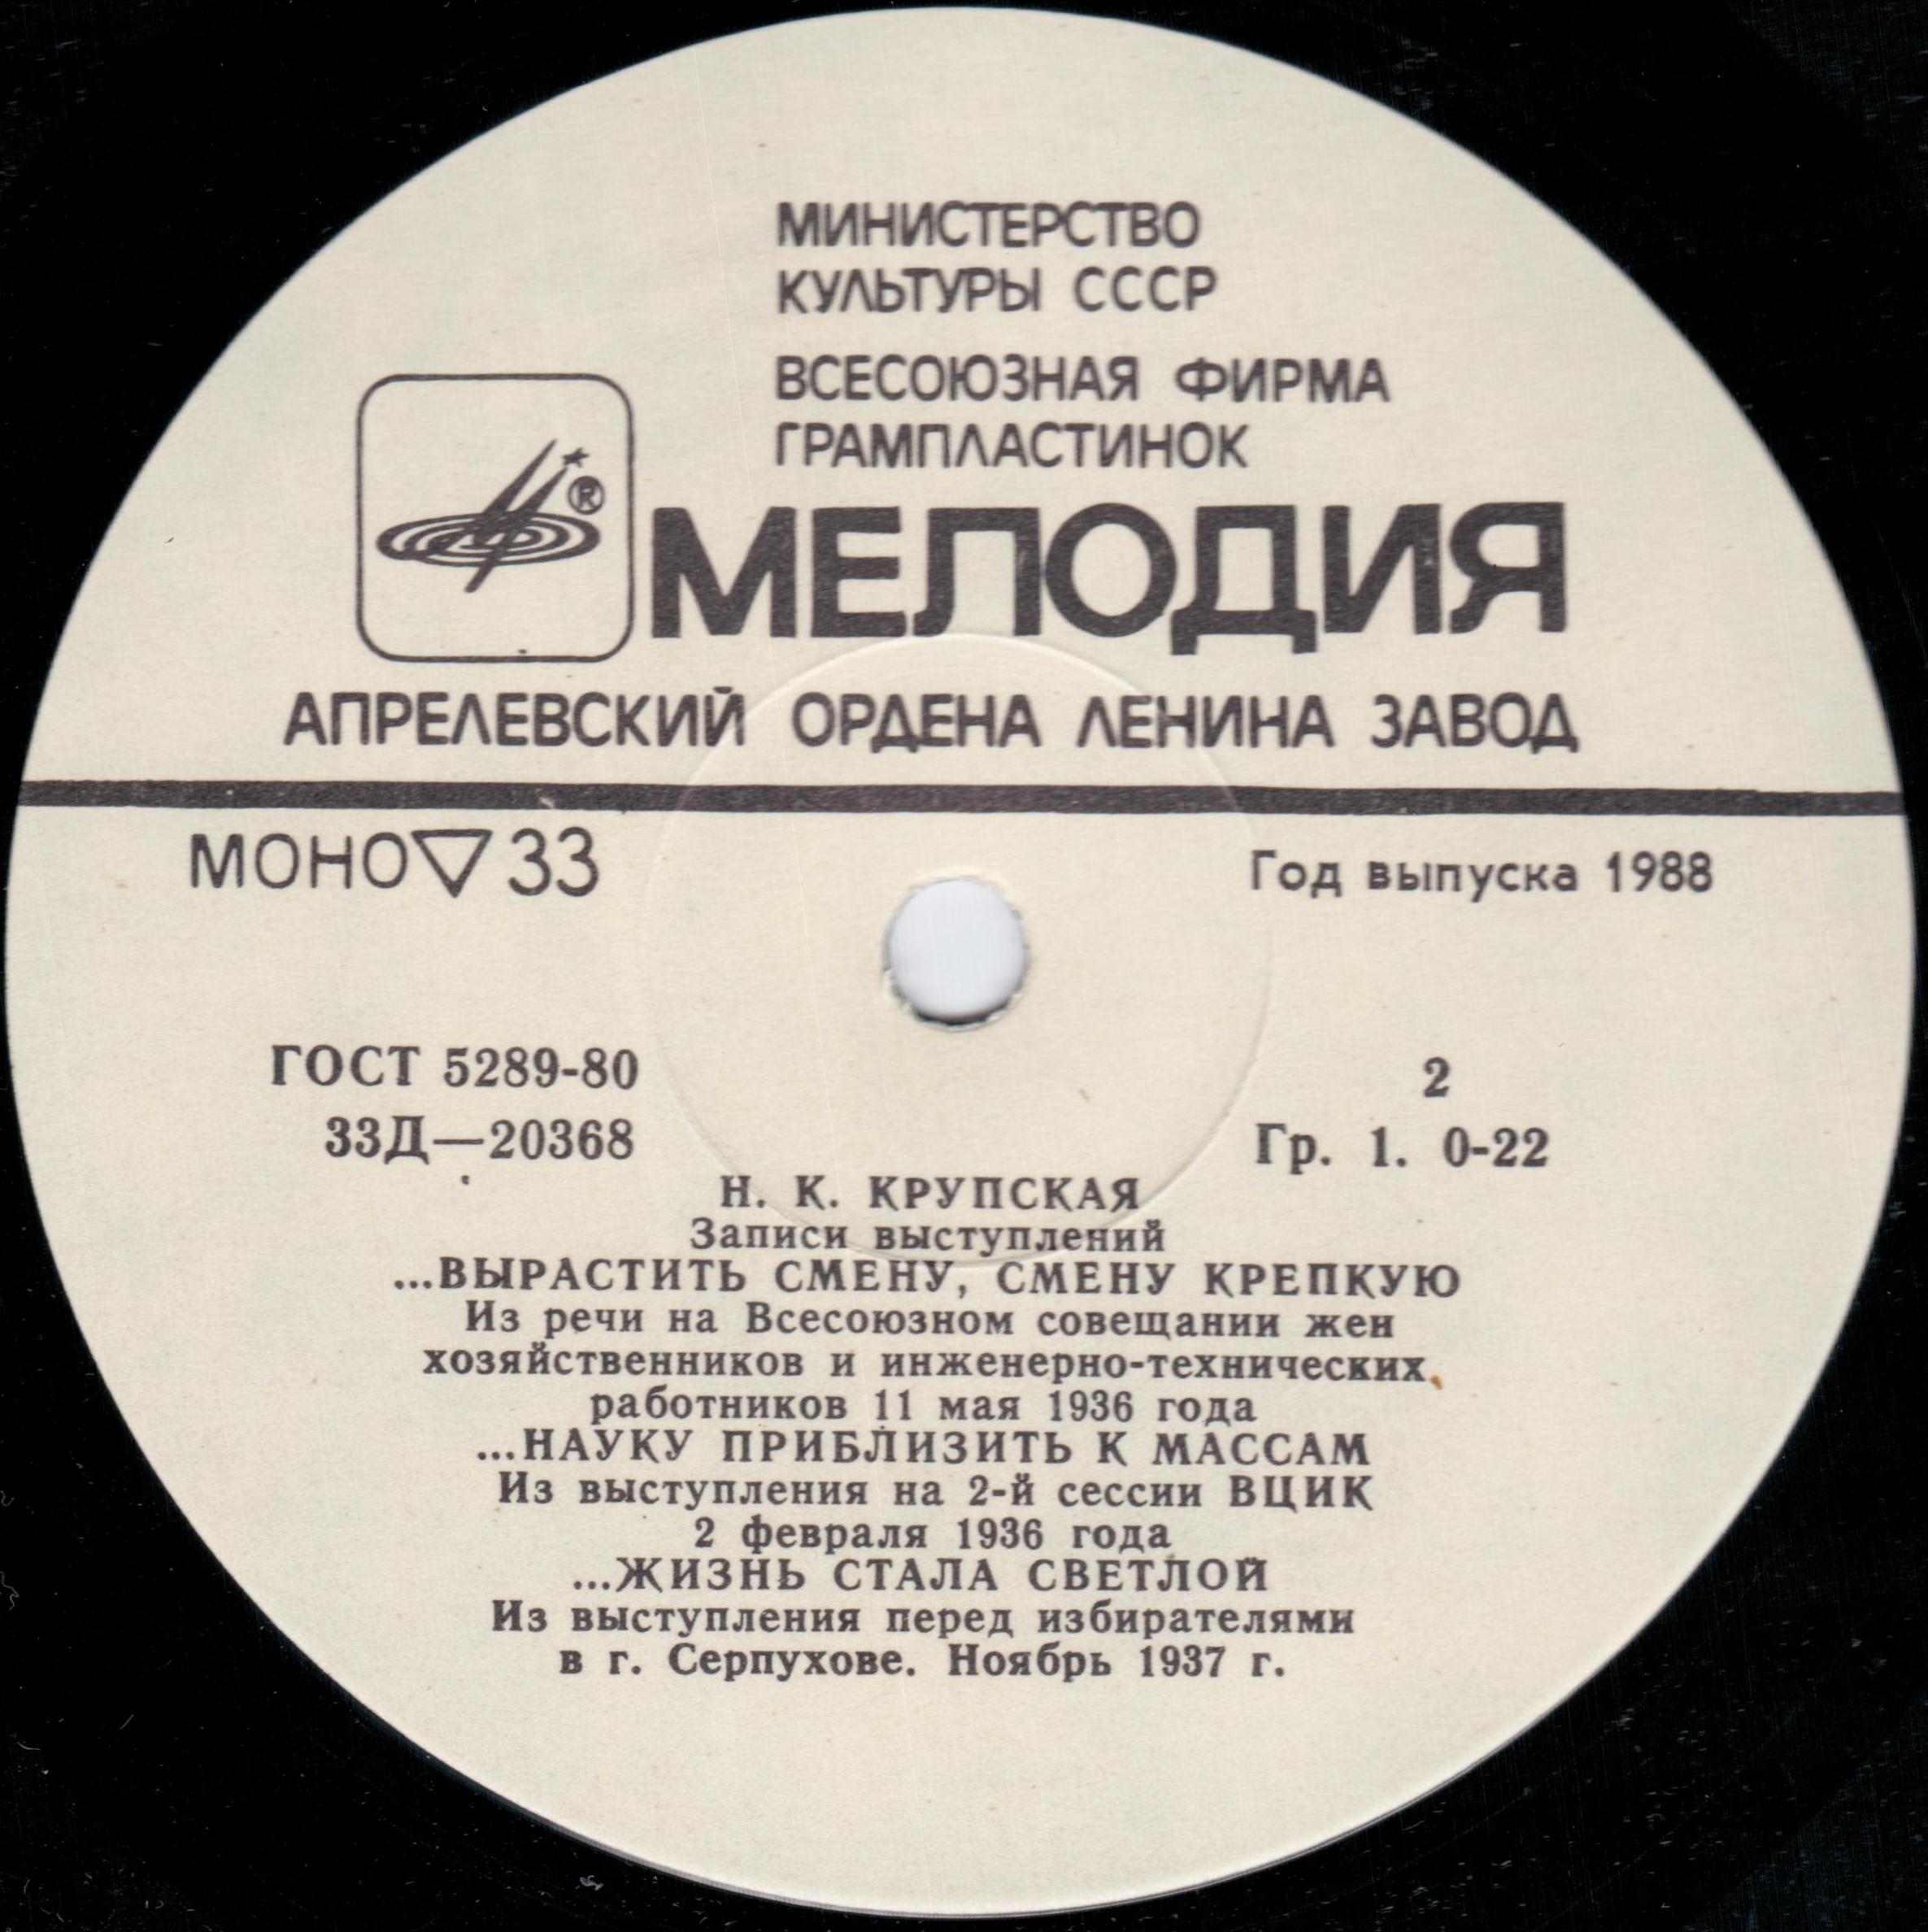 МИНИСТЕРСТВО
КУЛЬТУРЫ СССР
ВСЕСОЮЗНАЯ ФИРМА
ГРАМПЛАСТИНОК
®
МЕЛОДИЯ
АПРЕЛЕВСКИЙ ОРДЕНА ЛЕНИНА ЗАВОД
МОНО▽33
Год выпуска 1988
ГОСТ 5289-80
2
33Д—20368
Гр. 1. 0-22
Н. К. КРУПСКАЯ
Записи выступлений
...ВЫРАСТИТЬ СМЕНУ, СМЕНУ КРЕПКУЮ
Из речи на Всесоюзном совещании жен
хозяйственников и инженерно-технических
работников 11 мая 1936 года
...НАУКУ ПРИБЛИЗИТЬ К МАССАМ
Из выступления на 2-й сессии ВЦИК
2 февраля 1936 года
...ЖИЗНЬ СТАЛА СВЕТЛОЙ
Из выступления перед избирателями
в г. Серпухове. Ноябрь 1937 г.